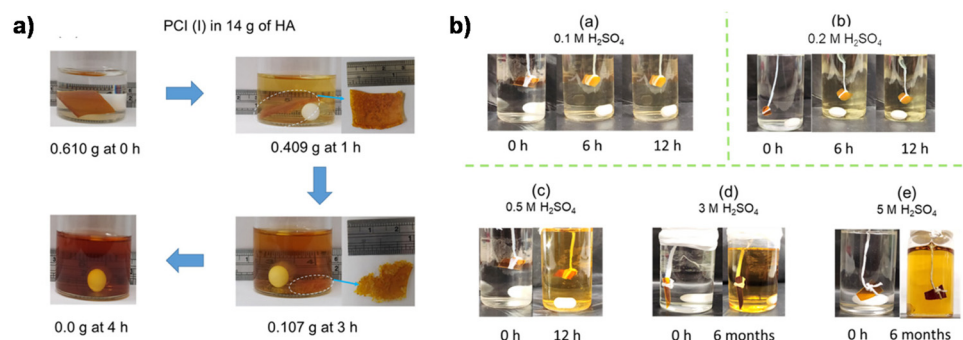 a)
PCI (I) in 14 g of HA
0.610 g at 0 h
0.409 g at 1 h
0.0 g at 4 h
0.107 g at 3 h
b)
(a)
0.1 M H₂SO₄
0 h 6 h 12 h
(b)
0.2 M H₂SO₄
0 h 6 h 12 h
(c)
0.5 M H₂SO₄
0 h 12 h
(d)
3 M H₂SO₄
0 h 6 months
(e)
5 M H₂SO₄
0 h 6 months